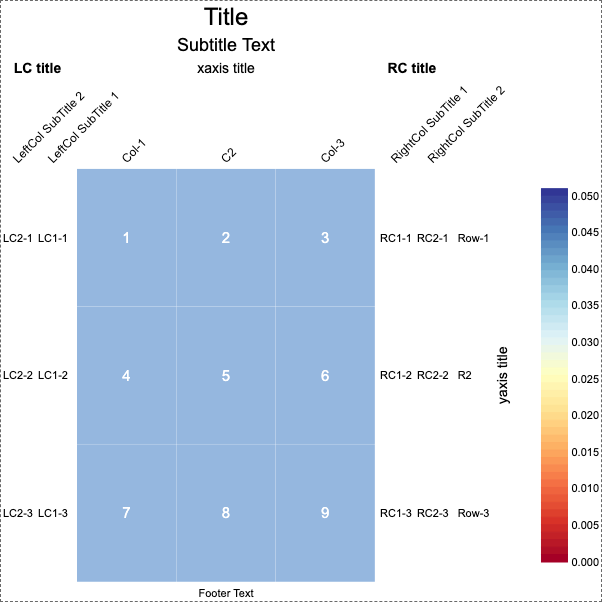 Title
Subtitle Text
LC title xaxis title RC title
LeftCol SubTitle 2 LeftCol SubTitle 1 Col-1 C2 Col-3 RightCol SubTitle 1 RightCol SubTitle 2
LC2-1 LC1-1 1 2 3 RC1-1 RC2-1 Row-1
LC2-2 LC1-2 4 5 6 RC1-2 RC2-2 R2
LC2-3 LC1-3 7 8 9 RC1-3 RC2-3 Row-3
yaxis title
0.050
0.045
0.040
0.035
0.030
0.025
0.020
0.015
0.010
0.005
0.000
Footer Text